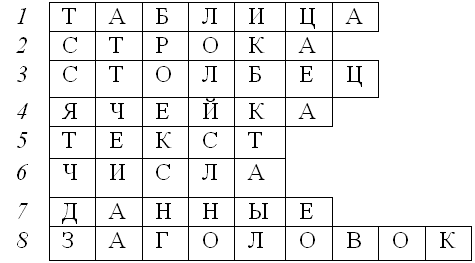 1 ТАБЛИЦА
2 СТРОКА
3 СТОЛБЕЦ
4 ЯЧЕЙКА
5 ТЕКСТ
6 ЧИСЛА
7 ДАННЫЕ
8 ЗАГОЛОВОК